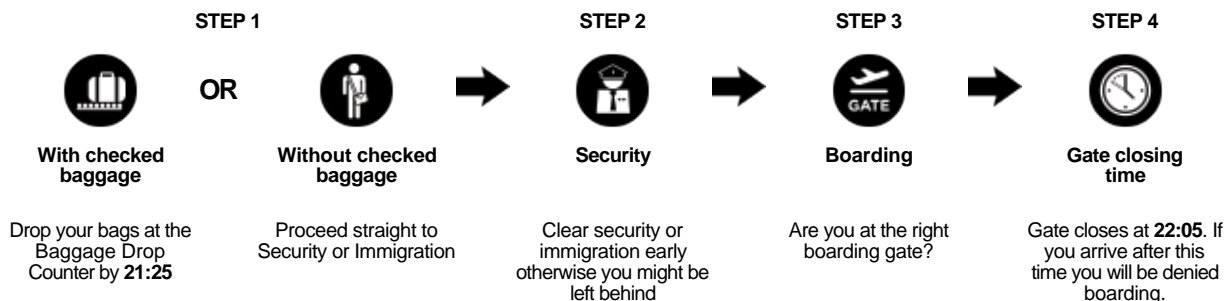 STEP 1
STEP 2
STEP 3
STEP 4
OR
GATE
With checked
baggage
Without checked
baggage
Security
Boarding
Gate closing
time
Drop your bags at the
Baggage Drop
Counter by 21:25
Proceed straight to
Security or Immigration
Clear security or
immigration early
otherwise you might be
left behind
Are you at the right
boarding gate?
Gate closes at 22:05. If
you arrive after this
time you will be denied
boarding.